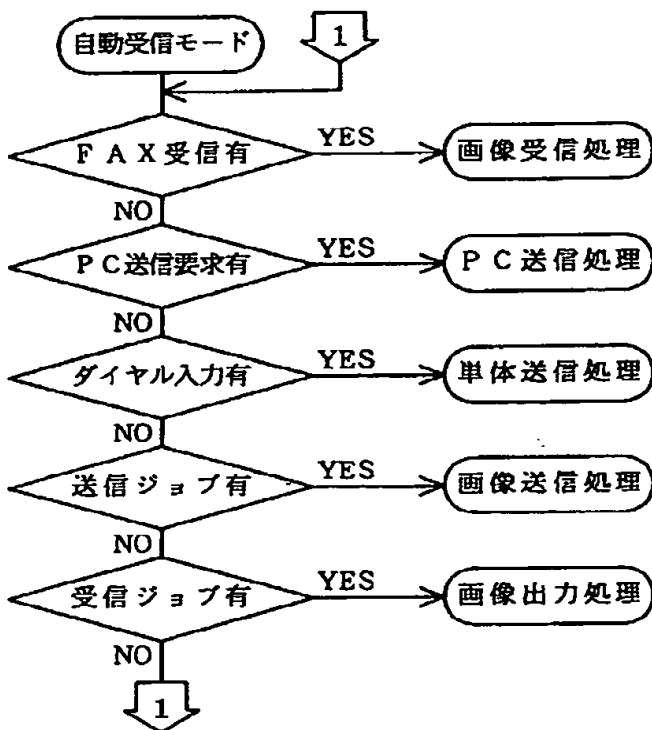 自動受信モード
1
FAX受信有
YES
画像受信処理
NO
PC送信要求有
YES
PC送信処理
NO
ダイヤル入力有
YES
単体送信処理
NO
送信ジョブ有
YES
画像送信処理
NO
受信ジョブ有
YES
画像出力処理
NO
1